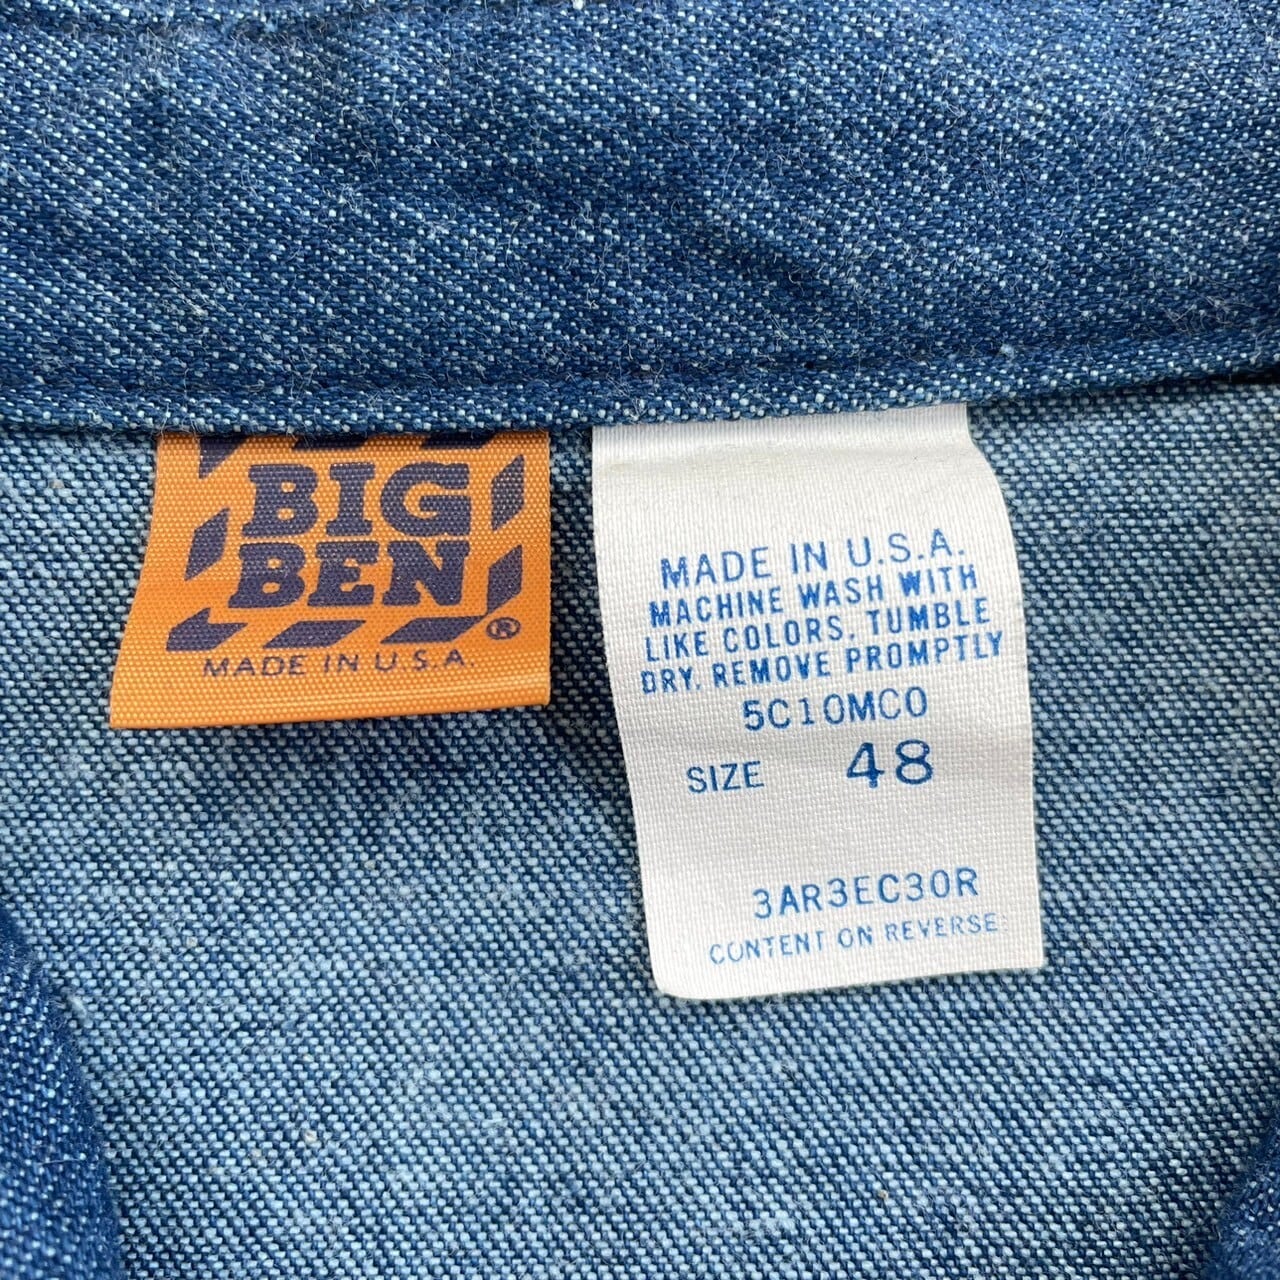 BIG
BEN
®
MADE IN U.S.A.
MADE IN U.S.A.
MACHINE WASH WITH
LIKE COLORS. TUMBLE
DRY. REMOVE PROMPTLY
5C10MC0
SIZE 48
3AR3EC30R
CONTENT ON REVERSE